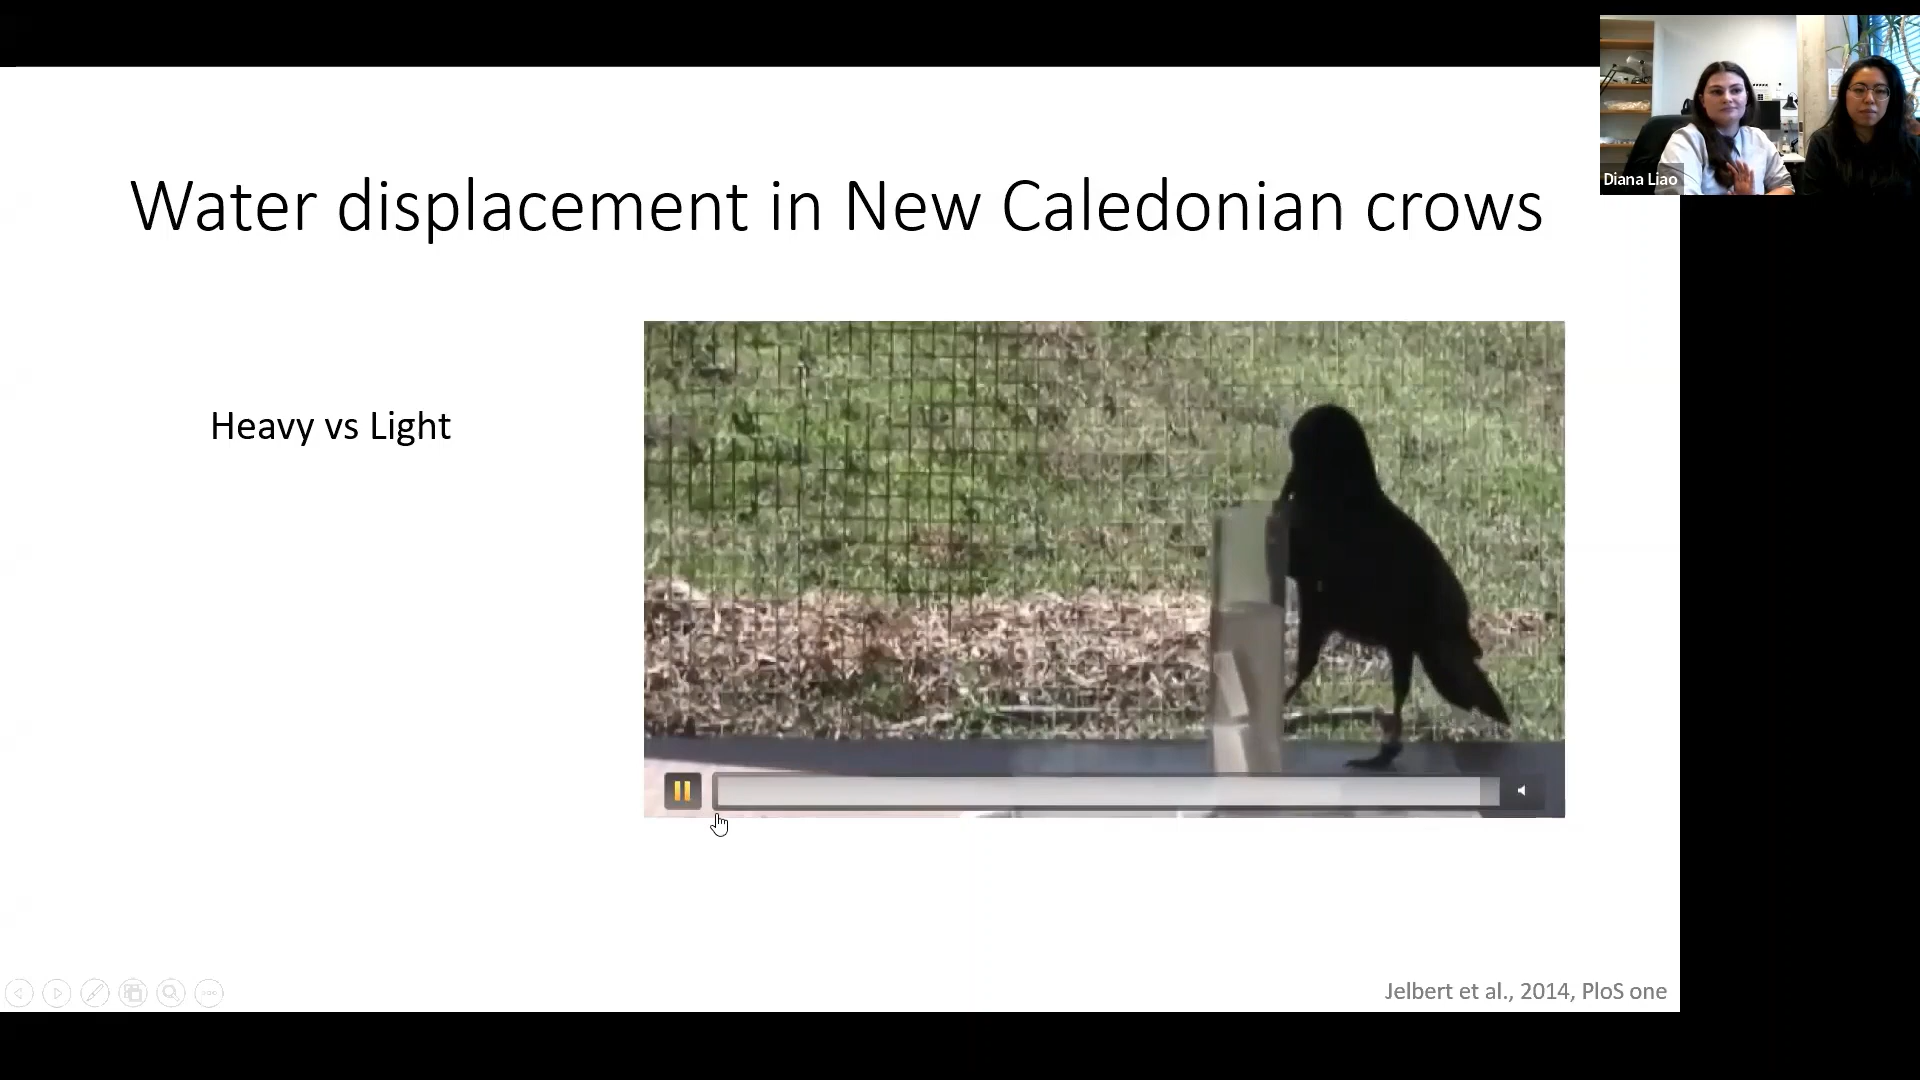 Diana Liao
Water displacement in New Caledonian crows
Heavy vs Light
Jelbert et al., 2014, PloS one